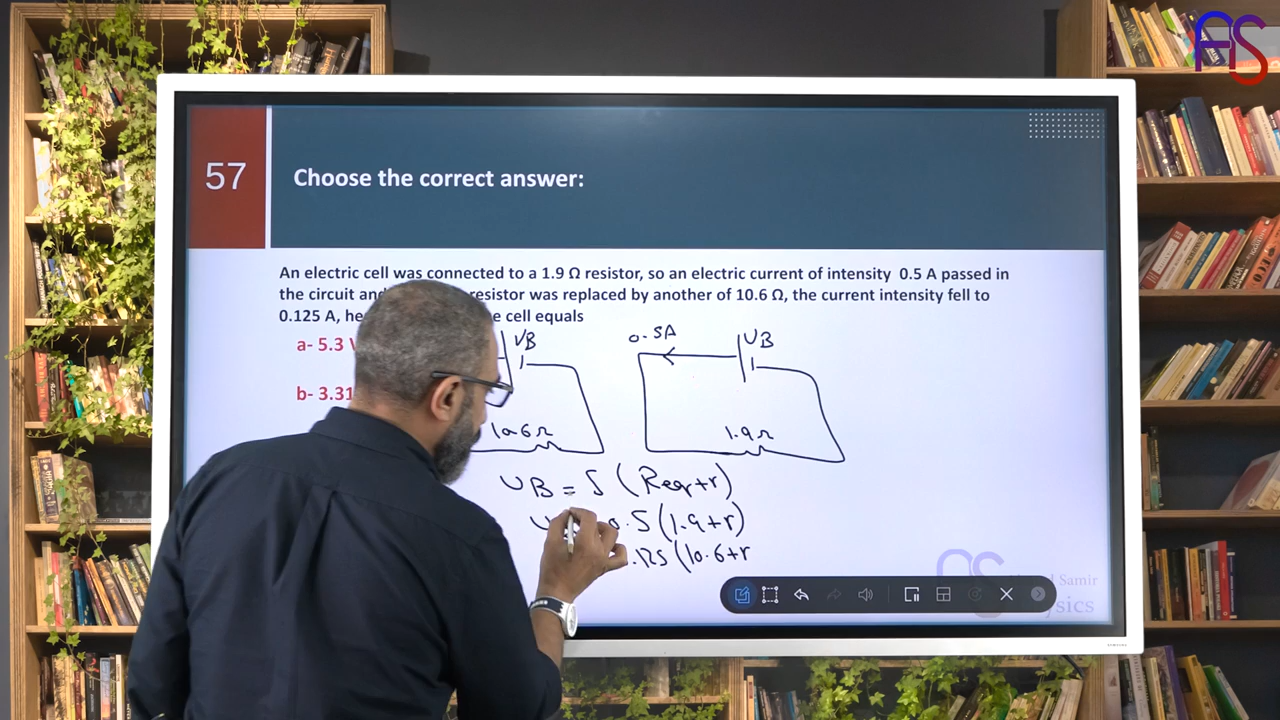 AS
57
Choose the correct answer:
An electric cell was connected to a 1.9 Ω resistor, so an electric current of intensity 0.5 A passed in
the circuit and resistor was replaced by another of 10.6 Ω, the current intensity fell to
0.125 A, he cell equals
a- 5.3
b- 3.31
VB
0.5A
VB
10.6Ω
1.9Ω
VB = I (Req+r)
0.5(1.9+r)
.125(10.6+r
Samir
ysics